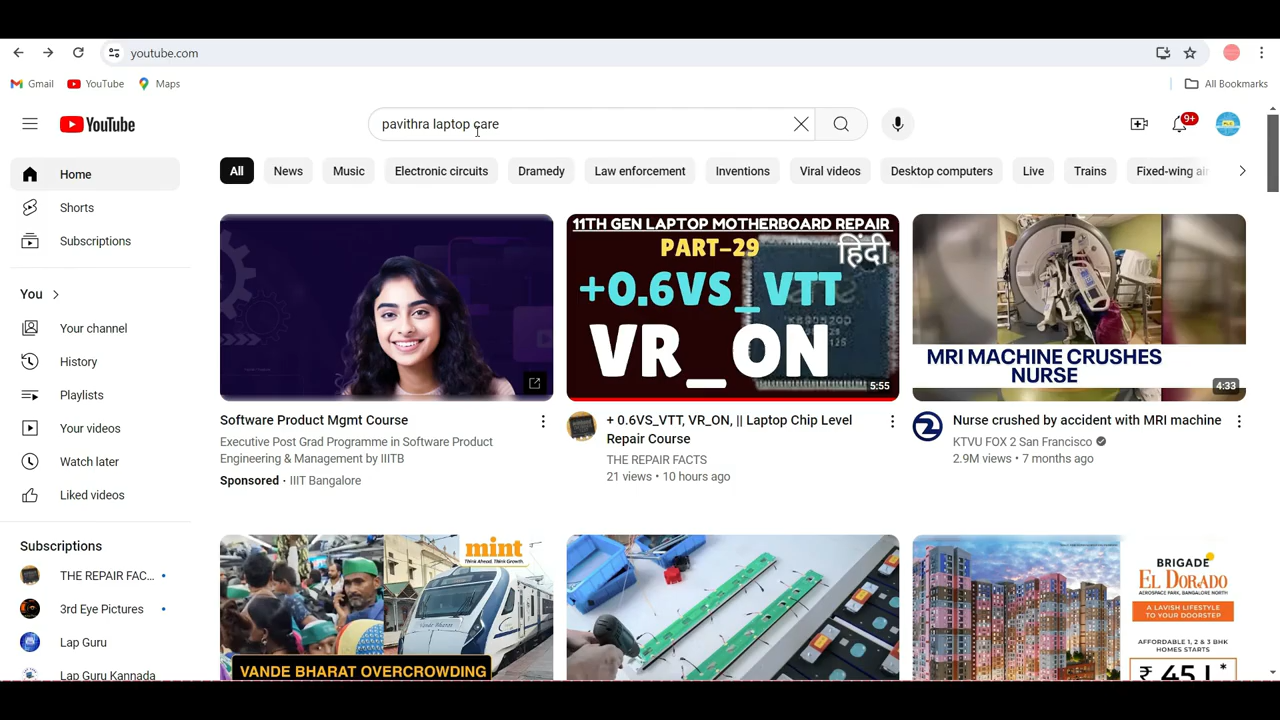 youtube.com
Gmail YouTube Maps All Bookmarks
YouTube
pavithra laptop care
9+
All News Music Electronic circuits Dramedy Law enforcement Inventions Viral videos Desktop computers Live Trains Fixed-wing air
Home
Shorts
Subscriptions
You
Your channel
History
Playlists
Your videos
Watch later
Liked videos
Subscriptions
THE REPAIR FAC...
3rd Eye Pictures
Lap Guru
Lap Guru Kannada
Software Product Mgmt Course
Executive Post Grad Programme in Software Product
Engineering & Management by IIITB
Sponsored · IIIT Bangalore
11TH GEN LAPTOP MOTHERBOARD REPAIR
PART-29
हिंदी
+0.6VS_VTT
VR_ON
5:55
+ 0.6VS_VTT, VR_ON, || Laptop Chip Level
Repair Course
THE REPAIR FACTS
21 views • 10 hours ago
MRI MACHINE CRUSHES
NURSE
4:33
Nurse crushed by accident with MRI machine
KTVU FOX 2 San Francisco
2.9M views • 7 months ago
mint
Think Ahead. Think Growth.
VANDE BHARAT OVERCROWDING
BRIGADE
EL DORADO
AEROSPACE PARK, BANGALORE NORTH
A LAVISH LIFESTYLE
TO YOUR DOORSTEP
AFFORDABLE 1, 2 & 3 BHK
HOMES STARTS